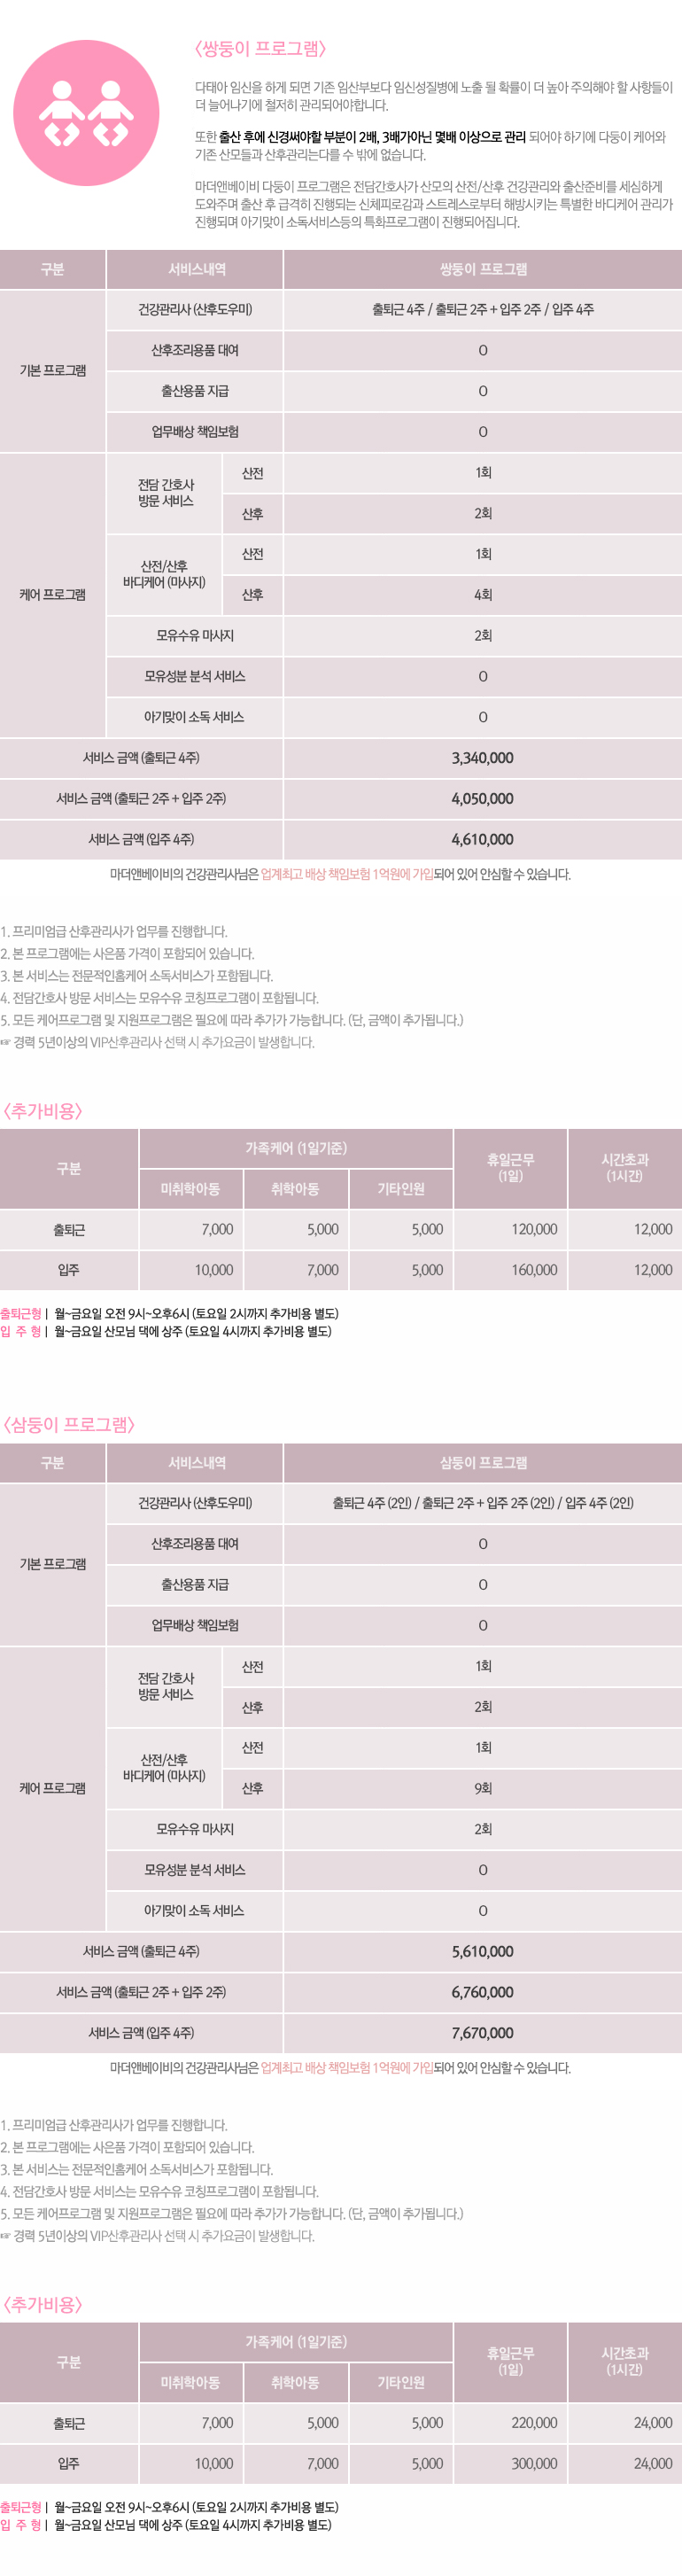 <쌍둥이 프로그램>
다태아 임신을 하게 되면 기존 임산부보다 임신성질병에 노출 될 확률이 더 높아 주의해야 할 사항들이
더 늘어나기에 철저히 관리되어야합니다.
또한 출산 후에 신경써야할 부분이 2배, 3배가아닌 몇배 이상으로 관리 되어야 하기에 다둥이 케어와
기존 산모들과 산후관리는다를 수 밖에 없습니다.
마더앤베이비 다둥이 프로그램은 전담간호사가 산모의 산전/산후 건강관리와 출산준비를 세심하게
도와주며 출산 후 급격히 진행되는 신체피로감과 스트레스로부터 해방시키는 특별한 바디케어 관리가
진행되며 아기맞이 소독서비스등의 특화프로그램이 진행되어집니다.
구분 서비스내역 쌍둥이 프로그램
기본 프로그램
건강관리사 (산후도우미) 출퇴근 4주 / 출퇴근 2주 + 입주 2주 / 입주 4주
산후조리용품 대여 O
출산용품 지급 O
업무배상 책임보험 O
케어 프로그램
전담 간호사
방문 서비스
산전 1회
산후 2회
산전/산후
바디케어 (마사지)
산전 1회
산후 4회
모유수유 마사지 2회
모유성분 분석 서비스 O
아기맞이 소독 서비스 O
서비스 금액 (출퇴근 4주) 3,340,000
서비스 금액 (출퇴근 2주 + 입주 2주) 4,050,000
서비스 금액 (입주 4주) 4,610,000
마더앤베이비의 건강관리사님은 업계최고 배상 책임보험 1억원에 가입되어 있어 안심할 수 있습니다.
1. 프리미엄급 산후관리사가 업무를 진행합니다.
2. 본 프로그램에는 사은품 가격이 포함되어 있습니다.
3. 본 서비스는 전문적인홈케어 소독서비스가 포함됩니다.
4. 전담간호사 방문 서비스는 모유수유 코칭프로그램이 포함됩니다.
5. 모든 케어프로그램 및 지원프로그램은 필요에 따라 추가가 가능합니다. (단, 금액이 추가됩니다.)
☞ 경력 5년이상의 VIP산후관리사 선택 시 추가요금이 발생합니다.
<추가비용>
구분 가족케어 (1일기준) 휴일근무 (1일) 시간초과 (1시간)
미취학아동 취학아동 기타인원
출퇴근 7,000 5,000 5,000 120,000 12,000
입주 10,000 7,000 5,000 160,000 12,000
출퇴근형 | 월~금요일 오전 9시~오후6시 (토요일 2시까지 추가비용 별도)
입 주 형 | 월~금요일 산모님 댁에 상주 (토요일 4시까지 추가비용 별도)
<삼둥이 프로그램>
구분 서비스내역 삼둥이 프로그램
기본 프로그램
건강관리사 (산후도우미) 출퇴근 4주 (2인) / 출퇴근 2주 + 입주 2주 (2인) / 입주 4주 (2인)
산후조리용품 대여 O
출산용품 지급 O
업무배상 책임보험 O
케어 프로그램
전담 간호사
방문 서비스
산전 1회
산후 2회
산전/산후
바디케어 (마사지)
산전 1회
산후 9회
모유수유 마사지 2회
모유성분 분석 서비스 O
아기맞이 소독 서비스 O
서비스 금액 (출퇴근 4주) 5,610,000
서비스 금액 (출퇴근 2주 + 입주 2주) 6,760,000
서비스 금액 (입주 4주) 7,670,000
마더앤베이비의 건강관리사님은 업계최고 배상 책임보험 1억원에 가입되어 있어 안심할 수 있습니다.
1. 프리미엄급 산후관리사가 업무를 진행합니다.
2. 본 프로그램에는 사은품 가격이 포함되어 있습니다.
3. 본 서비스는 전문적인홈케어 소독서비스가 포함됩니다.
4. 전담간호사 방문 서비스는 모유수유 코칭프로그램이 포함됩니다.
5. 모든 케어프로그램 및 지원프로그램은 필요에 따라 추가가 가능합니다. (단, 금액이 추가됩니다.)
☞ 경력 5년이상의 VIP산후관리사 선택 시 추가요금이 발생합니다.
<추가비용>
구분 가족케어 (1일기준) 휴일근무 (1일) 시간초과 (1시간)
미취학아동 취학아동 기타인원
출퇴근 7,000 5,000 5,000 220,000 24,000
입주 10,000 7,000 5,000 300,000 24,000
출퇴근형 | 월~금요일 오전 9시~오후6시 (토요일 2시까지 추가비용 별도)
입 주 형 | 월~금요일 산모님 댁에 상주 (토요일 4시까지 추가비용 별도)